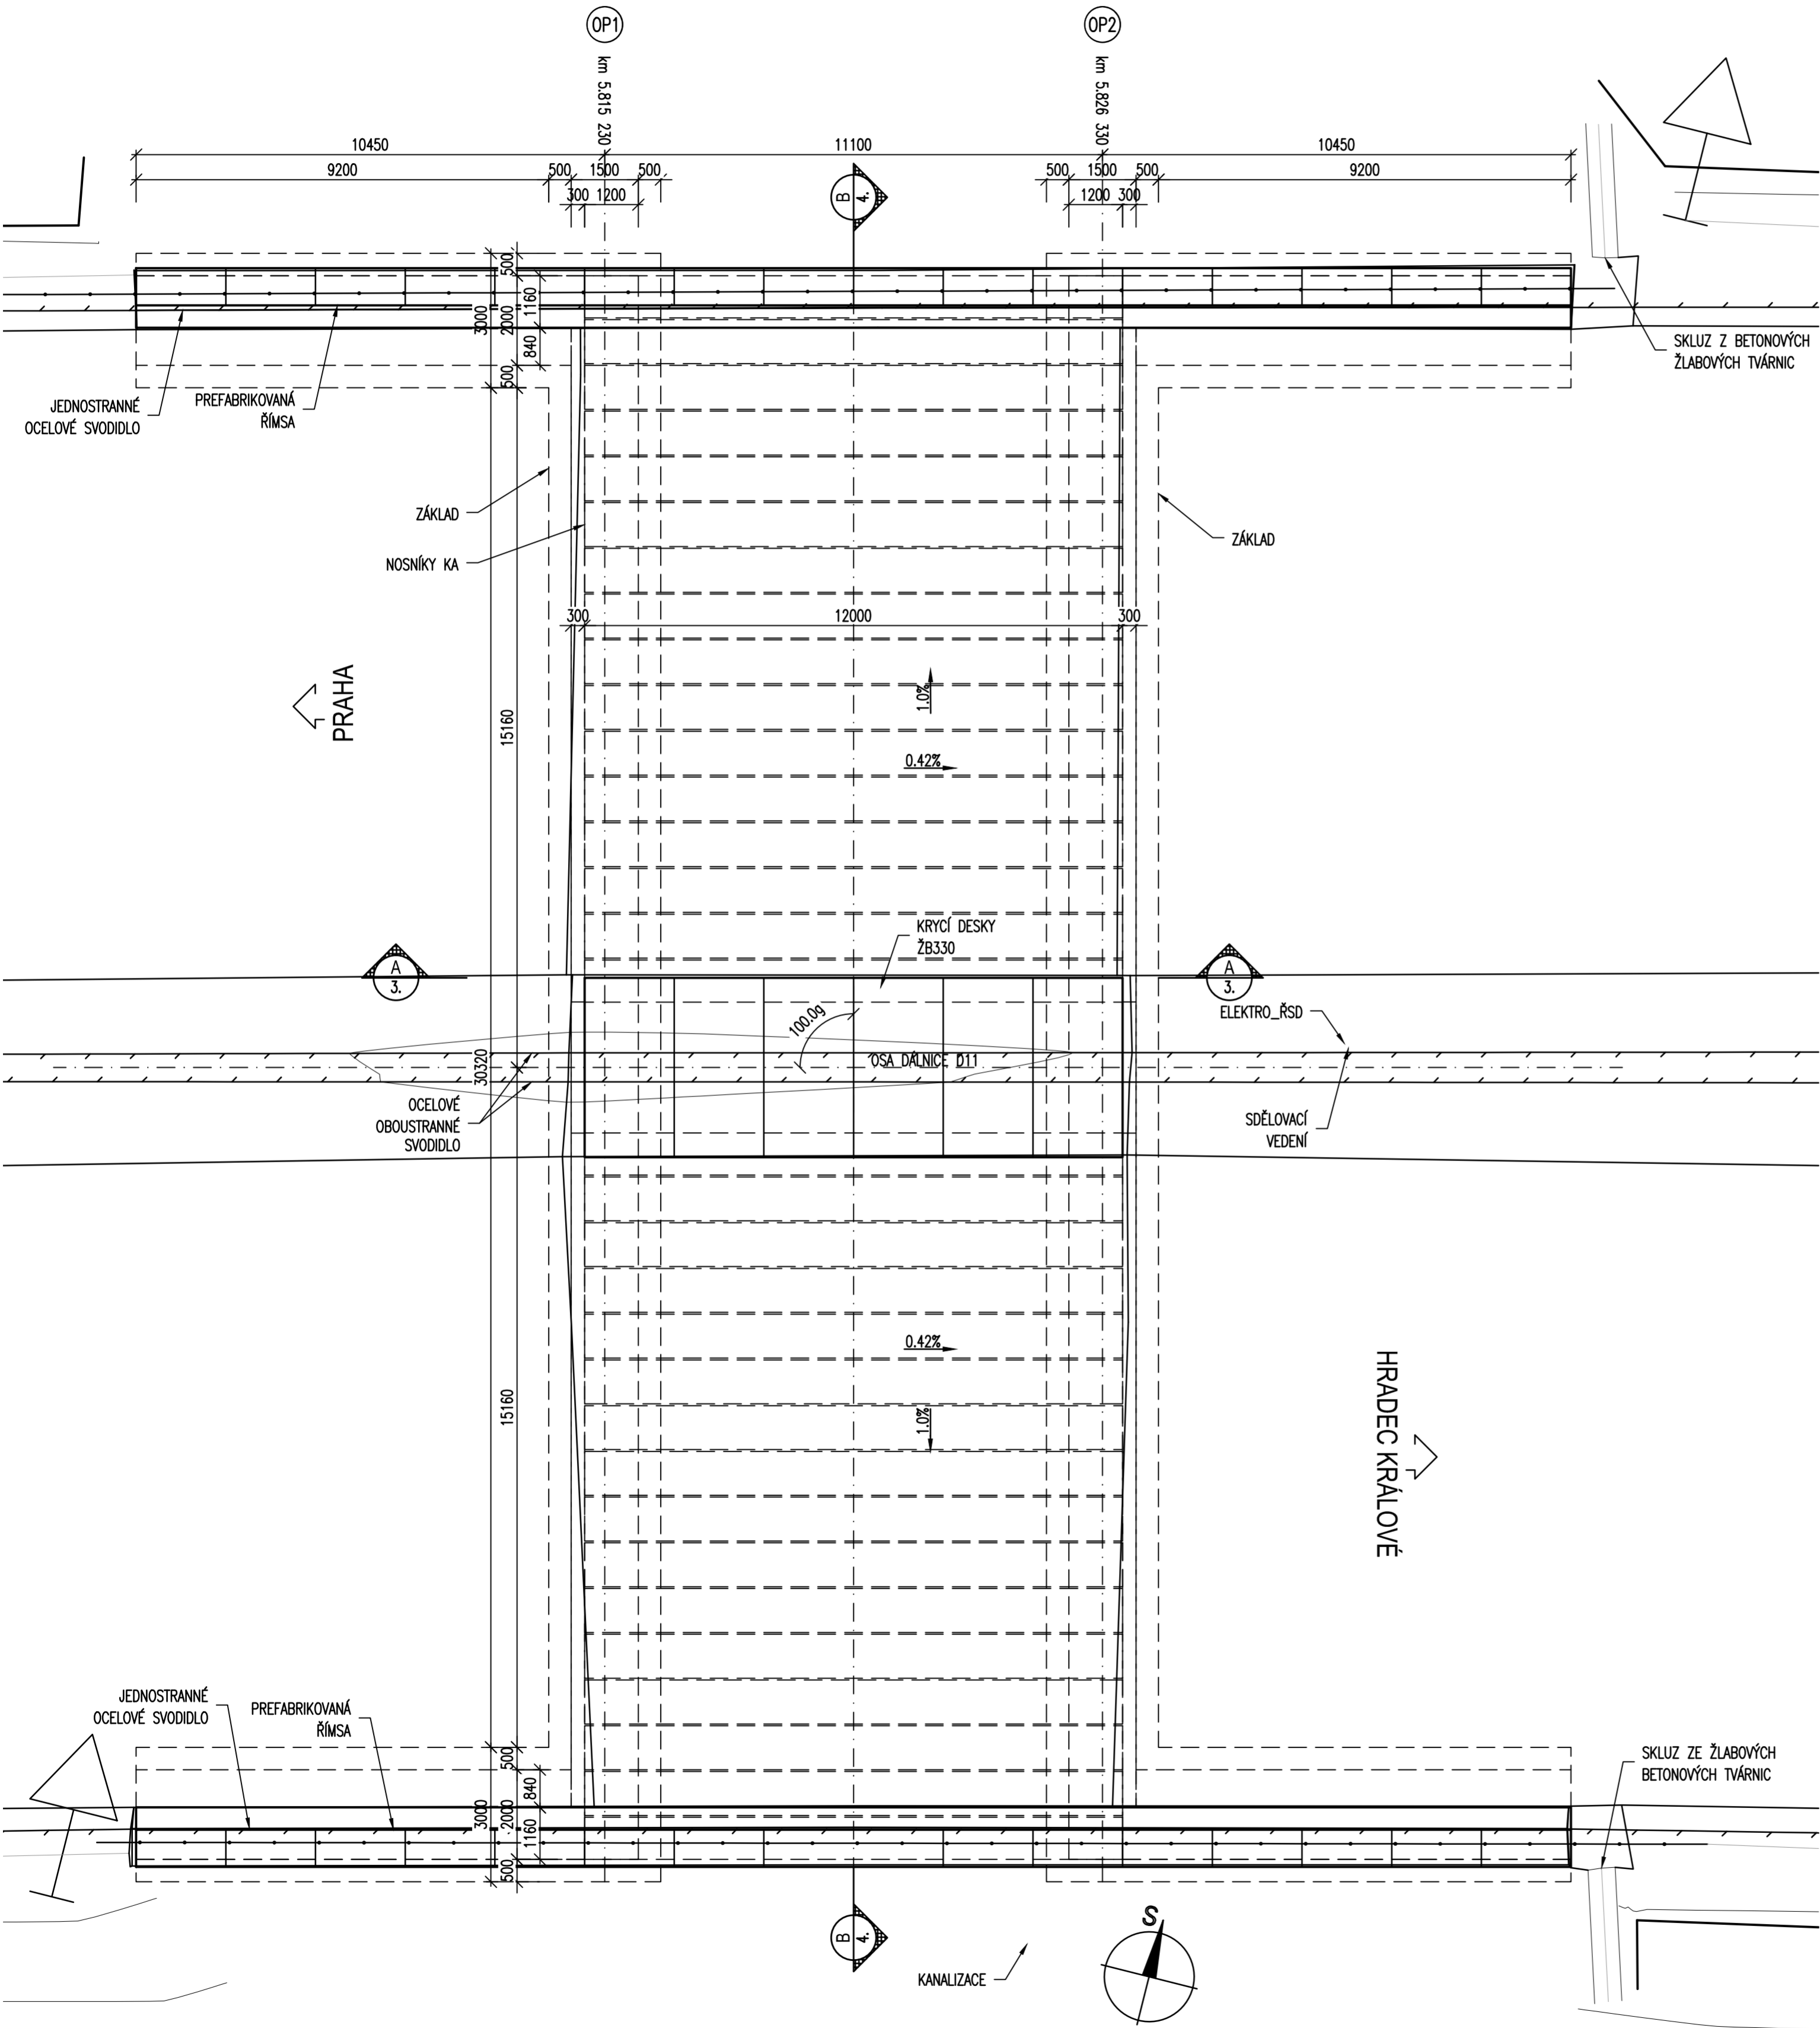 OP1
OP2
km 5.815 230
km 5.826 330
10450
11100
10450
9200
500
1500
500
500
1500
500
9200
300
1200
1200
300
B
4.
500
1160
3000
2000
840
500
SKLUZ Z BETONOVÝCH
ŽLABOVÝCH TVÁRNIC
JEDNOSTRANNÉ
OCELOVÉ SVODIDLO
PREFABRIKOVANÁ
ŘÍMSA
ZÁKLAD
NOSNÍKY KA
ZÁKLAD
300
12000
300
PRAHA
15160
1.0%
0.42%
KRYCÍ DESKY
ŽB330
A
3.
A
3.
ELEKTRO_ŘSD
100.0g
OSA DÁLNICE D11
30320
OCELOVÉ
OBOUSTRANNÉ
SVODIDLO
SDĚLOVACÍ
VEDENÍ
0.42%
15160
1.0%
HRADEC KRÁLOVÉ
JEDNOSTRANNÉ
OCELOVÉ SVODIDLO
PREFABRIKOVANÁ
ŘÍMSA
SKLUZ ZE ŽLABOVÝCH
BETONOVÝCH TVÁRNIC
500
840
3000
2000
1160
500
B
4.
S
KANALIZACE